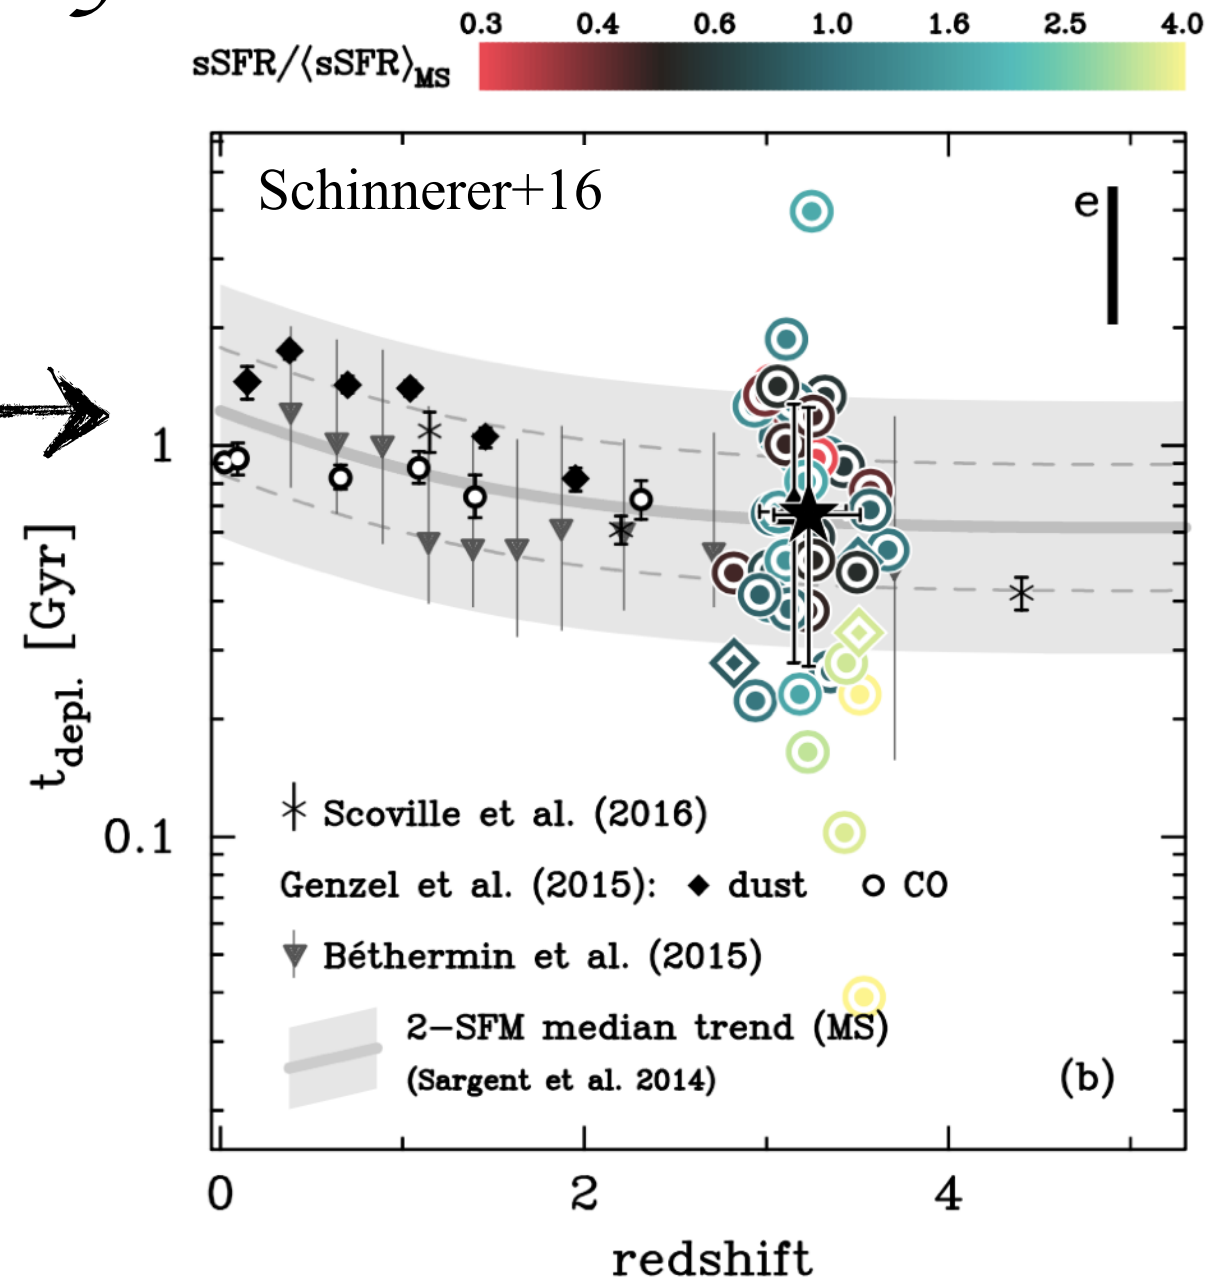 0.3 0.4 0.6 1.0 1.6 2.5 4.0
sSFR/⟨sSFR⟩MS
Schinnerer+16
e
1
0.1
tdepl. [Gyr]
Scoville et al. (2016)
Genzel et al. (2015): dust CO
Béthermin et al. (2015)
2-SFM median trend (MS)
(Sargent et al. 2014)
(b)
0 2 4
redshift